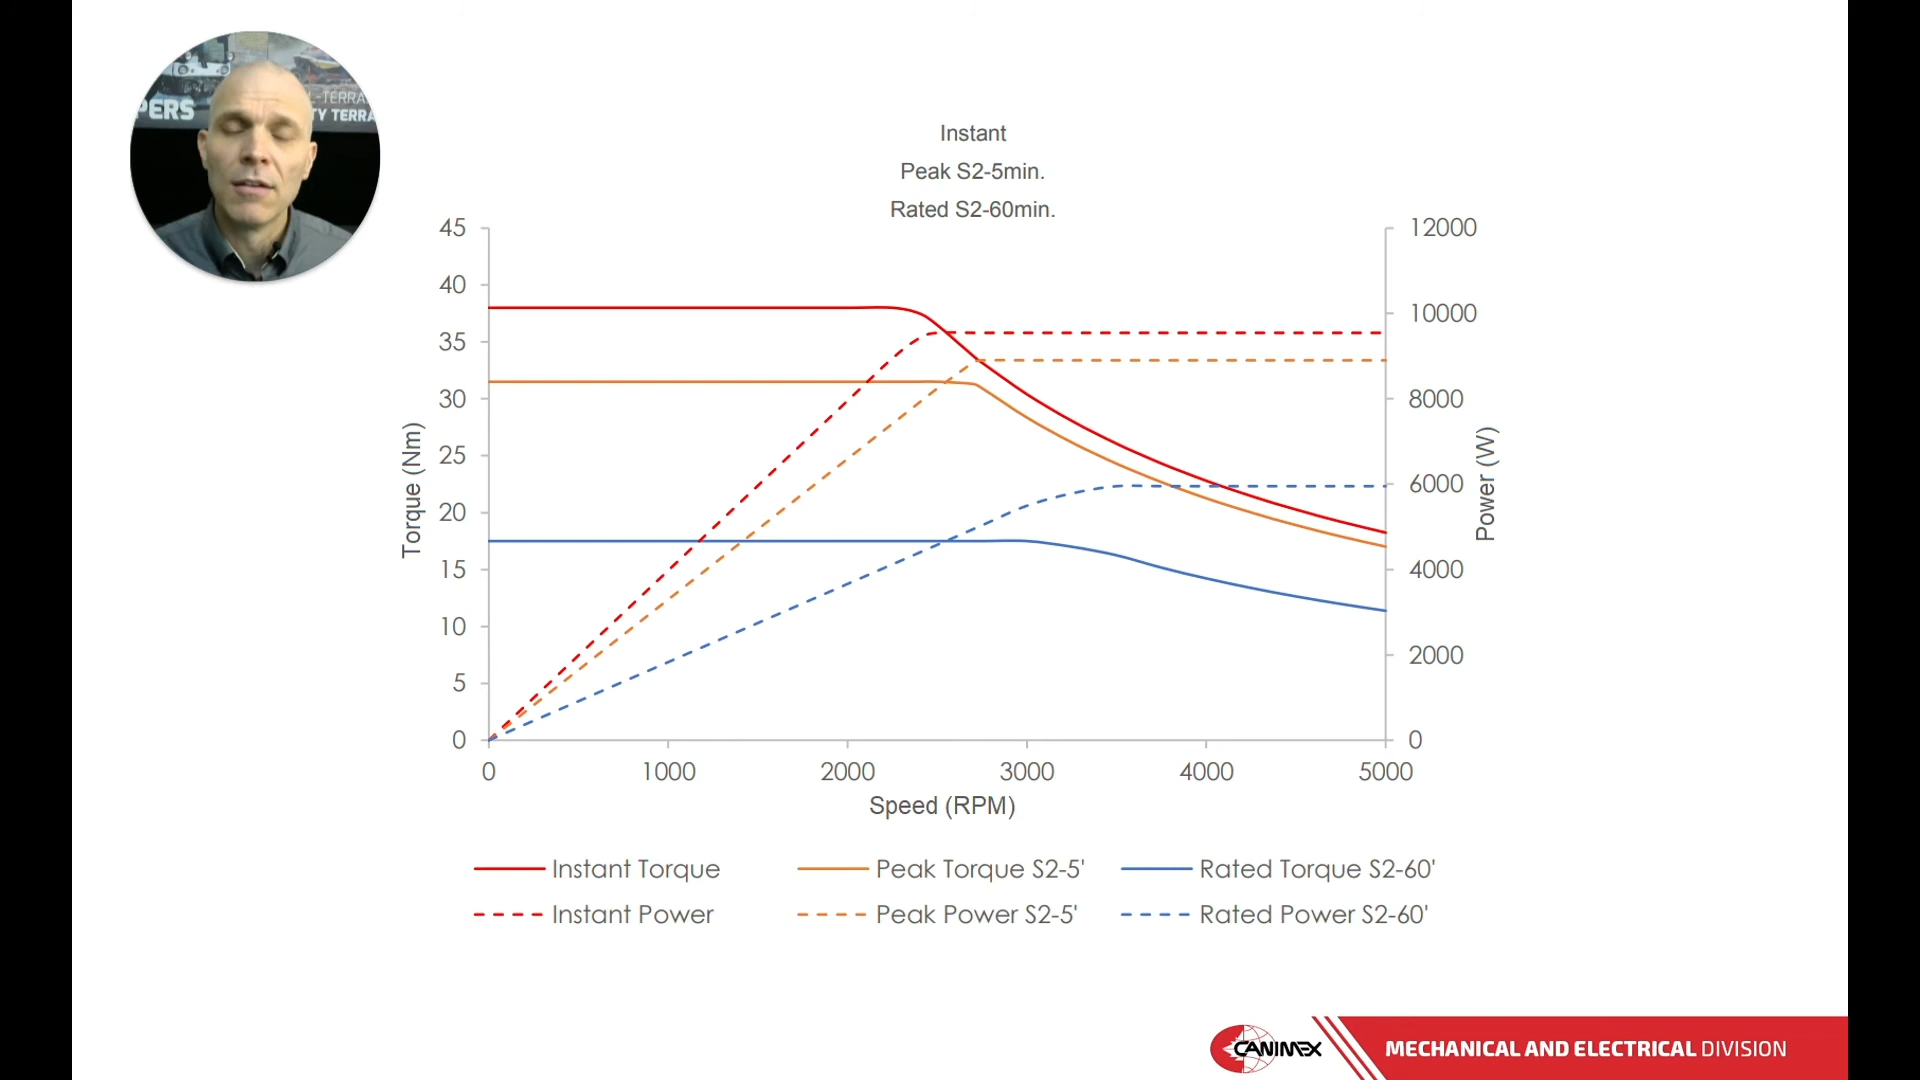 PERS
L-TERRA
TY TERRA
Instant
Peak S2-5min.
Rated S2-60min.
45
40
35
30
25
20
15
10
5
0
Torque (Nm)
12000
10000
8000
6000
4000
2000
0
Power (W)
0 1000 2000 3000 4000 5000
Speed (RPM)
Instant Torque Peak Torque S2-5' Rated Torque S2-60'
Instant Power Peak Power S2-5' Rated Power S2-60'
CANIMEX
MECHANICAL AND ELECTRICAL DIVISION